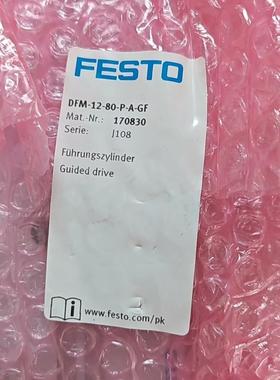 FESTO
DFM-12-80-P-A-GF
Mat.-Nr.: 170830
Serie: J108
Führungszylinder
Guided drive
www.festo.com/pk